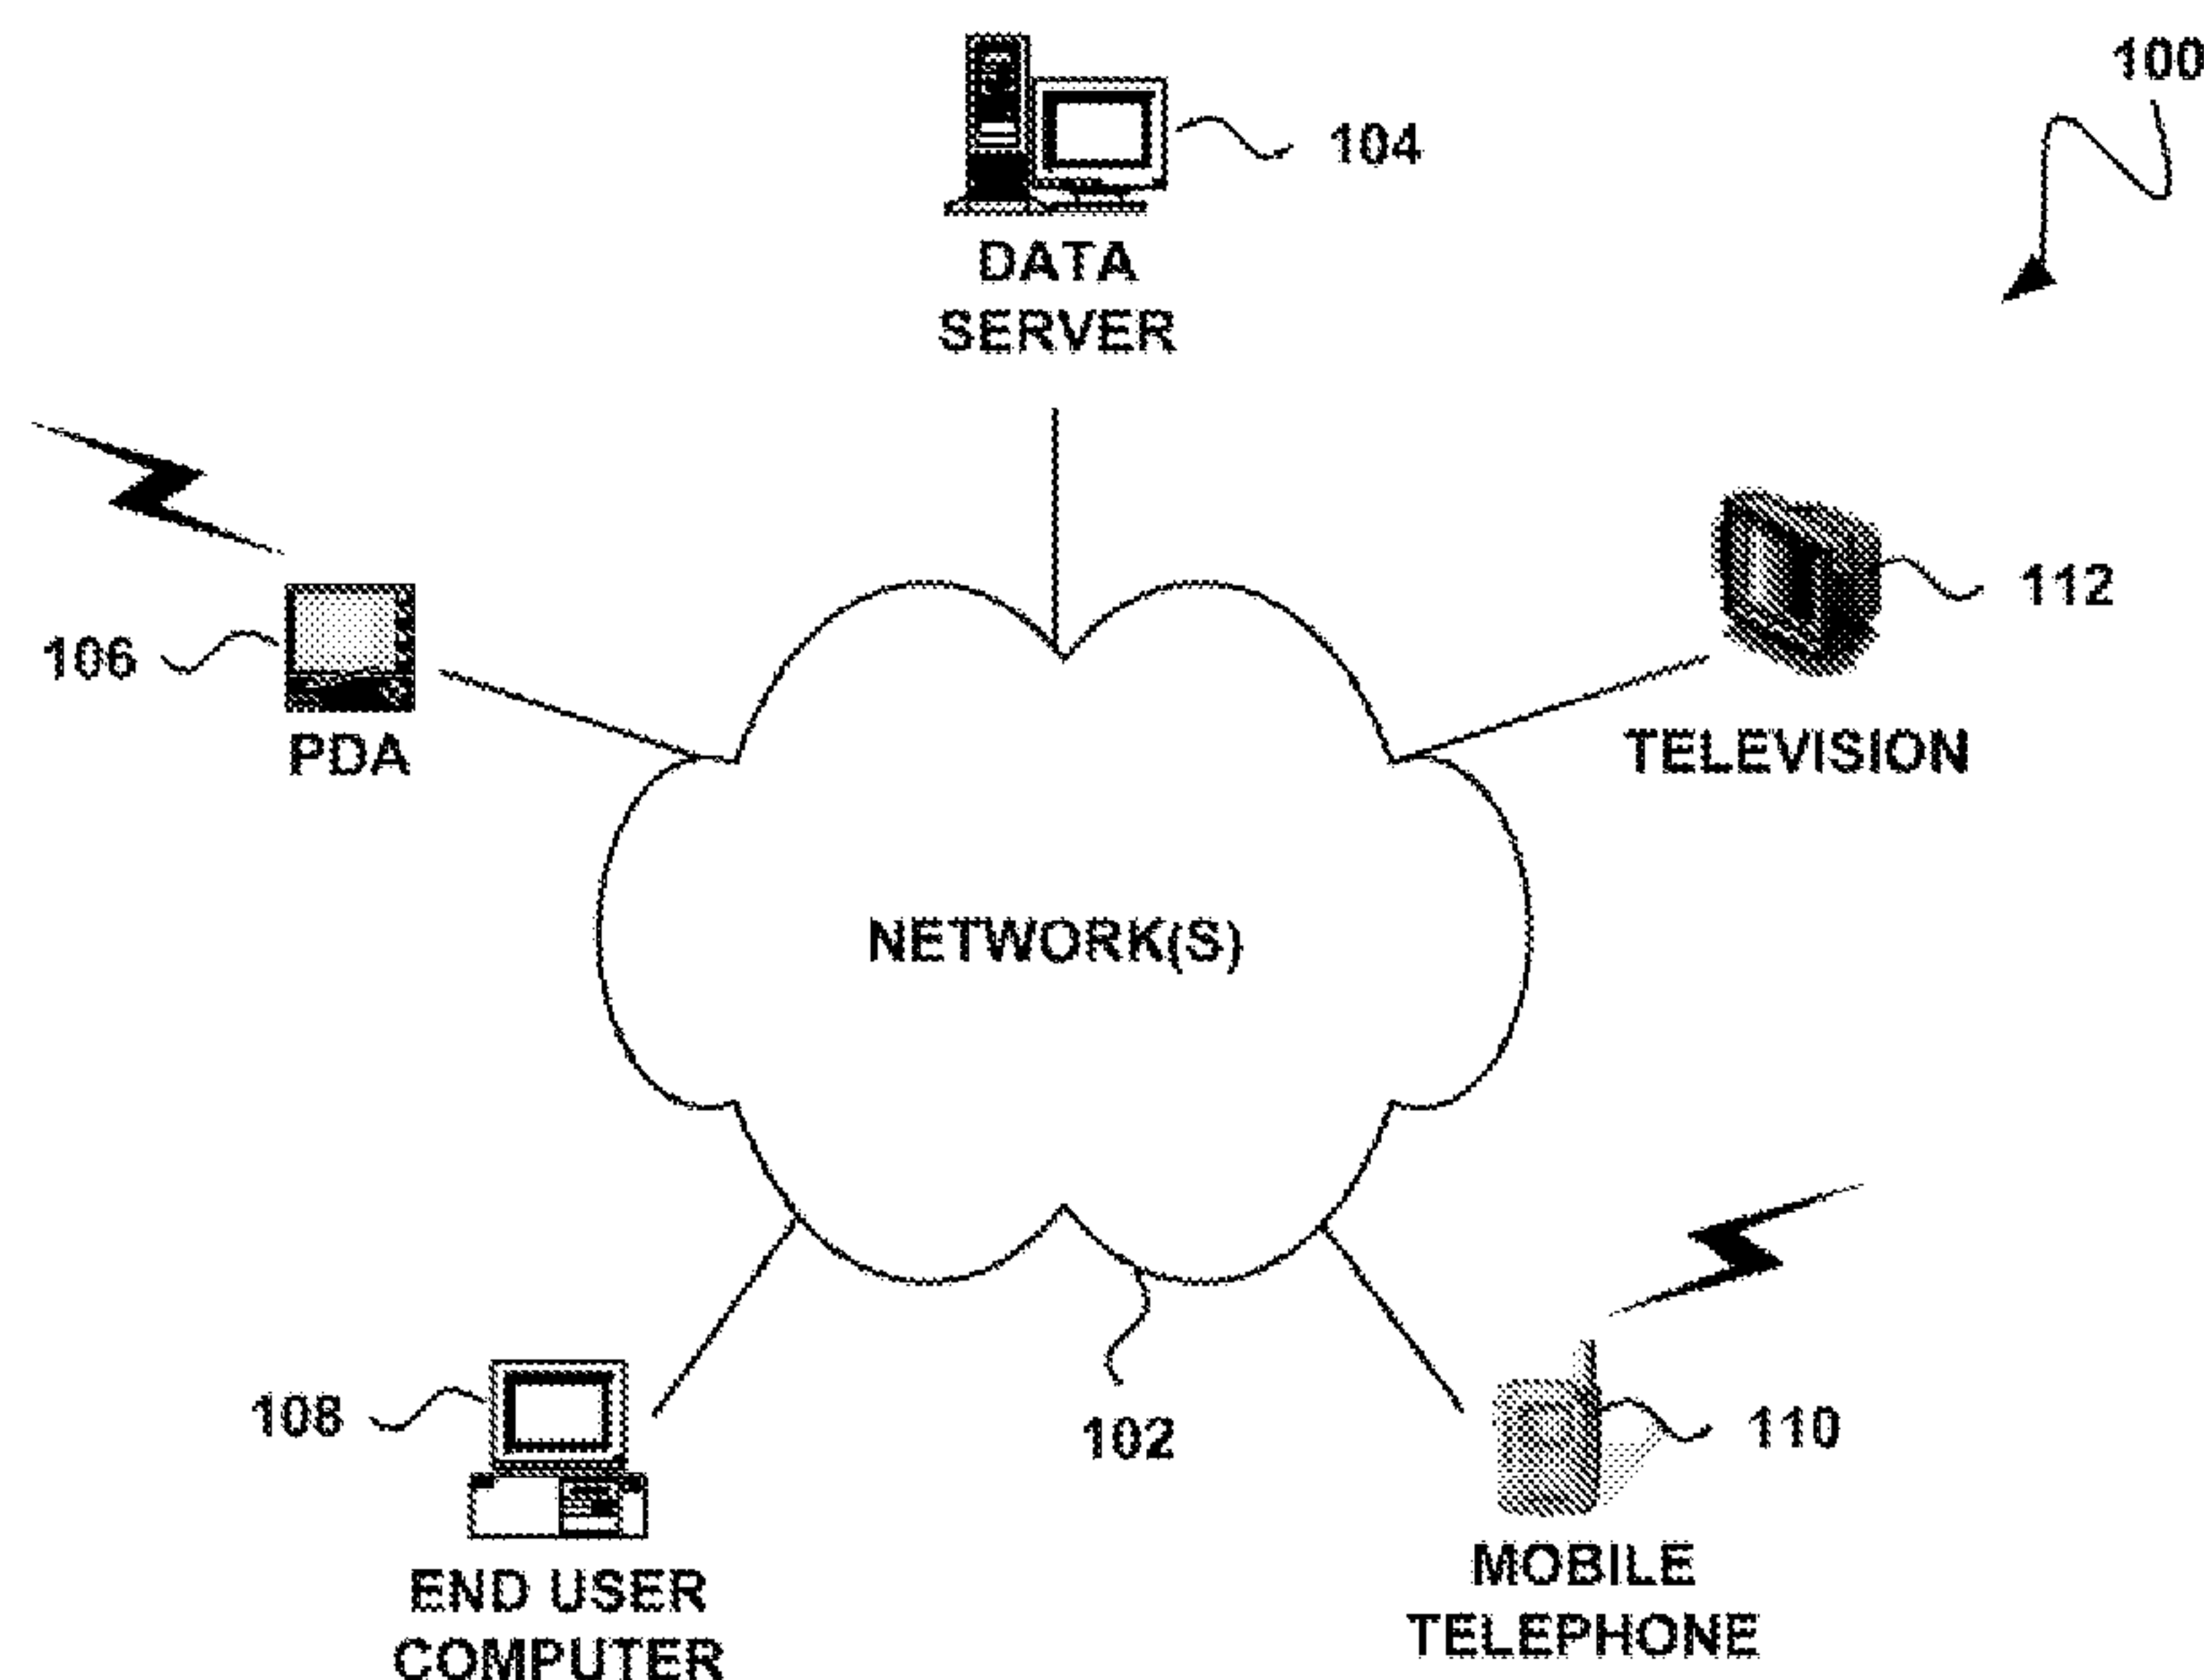 100
104
DATA
SERVER
112
106
PDA
TELEVISION
NETWORK(S)
108
102
110
END USER
COMPUTER
MOBILE
TELEPHONE